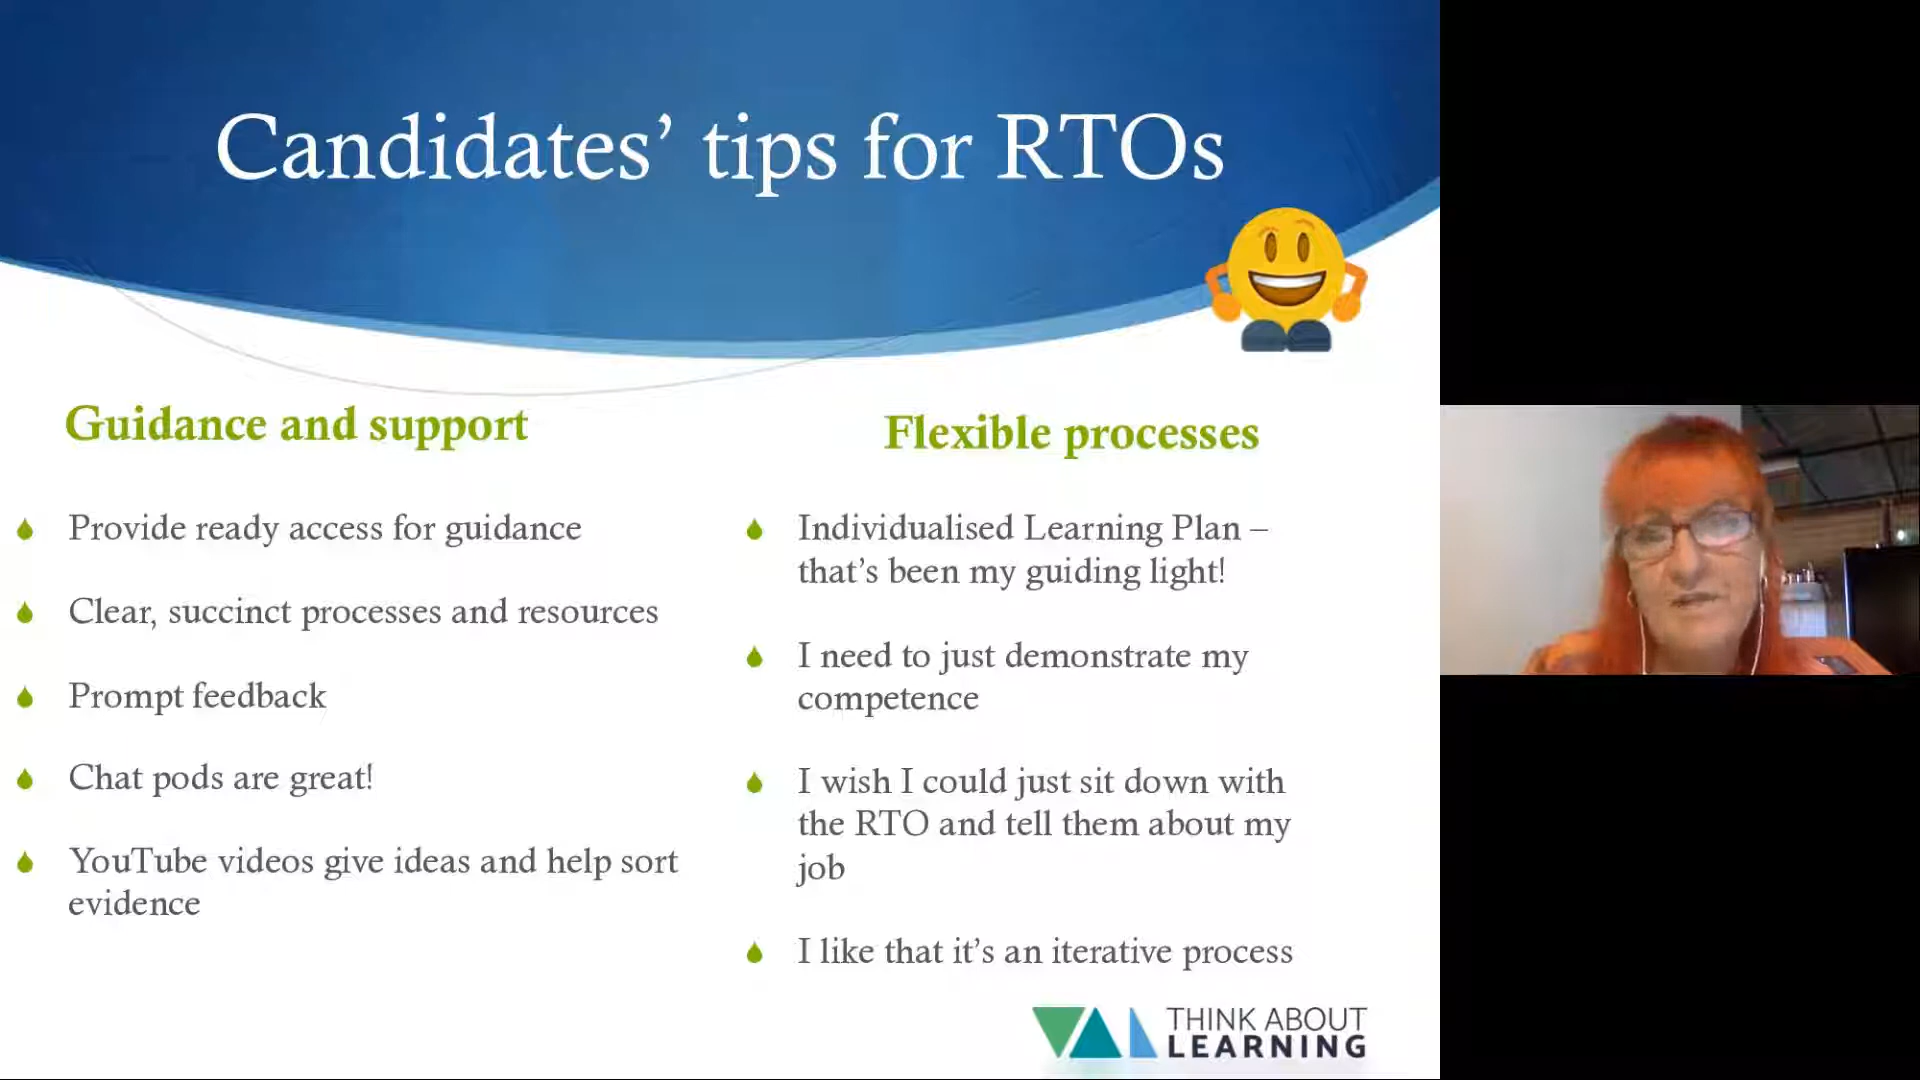 Candidates’ tips for RTOs
Guidance and support
Provide ready access for guidance
Clear, succinct processes and resources
Prompt feedback
Chat pods are great!
YouTube videos give ideas and help sort
evidence
Flexible processes
Individualised Learning Plan –
that’s been my guiding light!
I need to just demonstrate my
competence
I wish I could just sit down with
the RTO and tell them about my
job
I like that it’s an iterative process
THINK ABOUT
LEARNING